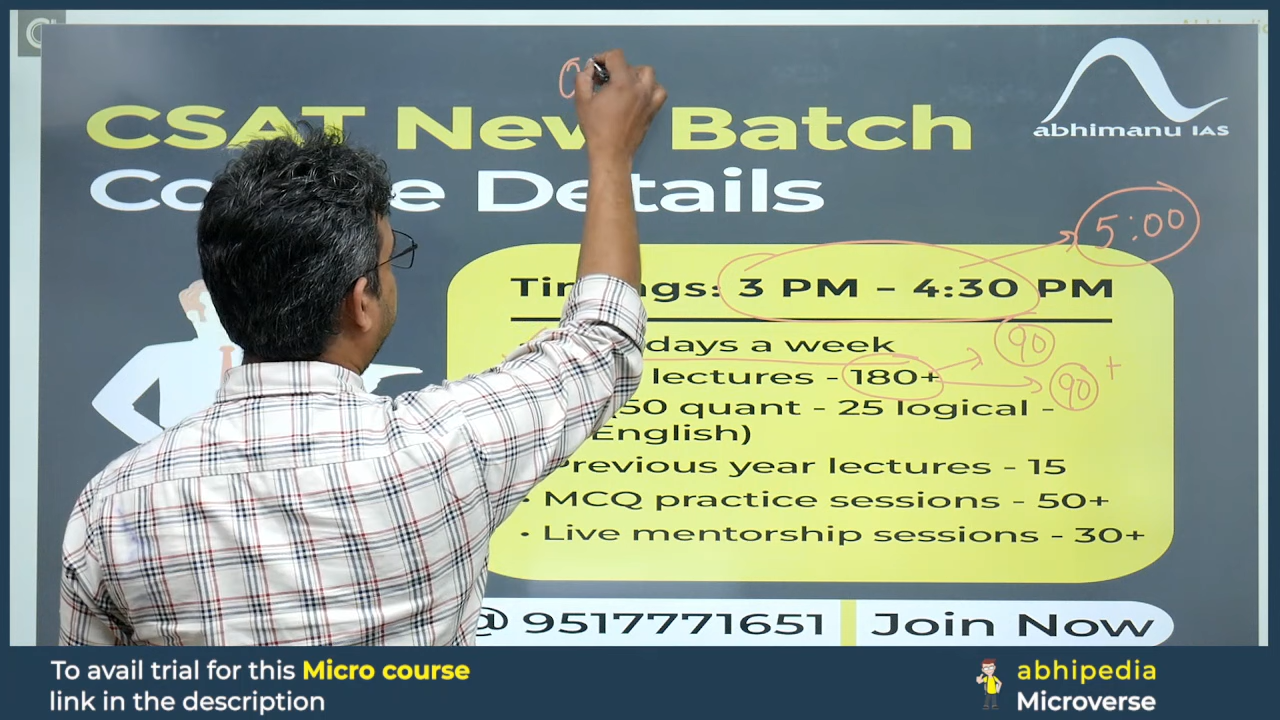 CSAT New Batch
Details
abhimanu IAS
5:00
3 PM – 4:30 PM
days a week
90
lectures - 180+
90+
50 quant - 25 logical -
English)
Previous year lectures - 15
• MCQ practice sessions - 50+
• Live mentorship sessions - 30+
@ 9517771651 Join Now
To avail trial for this Micro course
link in the description
abhipedia
Microverse